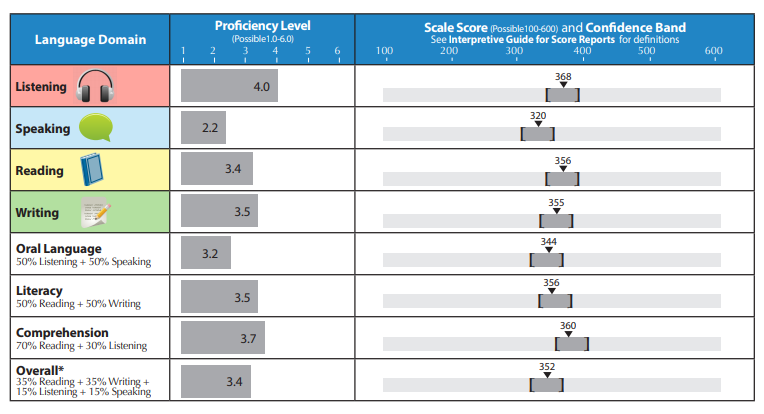 Language Domain
Proficiency Level
(Possible1.0-6.0)
1 2 3 4 5 6
Scale Score (Possible100-600) and Confidence Band
See Interpretive Guide for Score Reports for definitions
100 200 300 400 500 600
Listening
4.0
368
[ ]
Speaking
2.2
320
[ ]
Reading
3.4
356
[ ]
Writing
3.5
355
[ ]
Oral Language
50% Listening + 50% Speaking
3.2
344
[ ]
Literacy
50% Reading + 50% Writing
3.5
356
[ ]
Comprehension
70% Reading + 30% Listening
3.7
360
[ ]
Overall*
35% Reading + 35% Writing +
15% Listening + 15% Speaking
3.4
352
[ ]